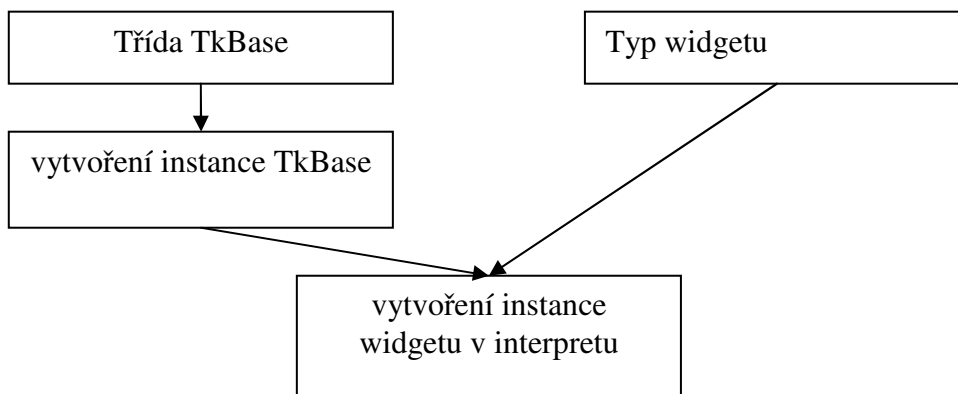 Třída TkBase
Typ widgetu
vytvoření instance TkBase
vytvoření instance
widgetu v interpretu